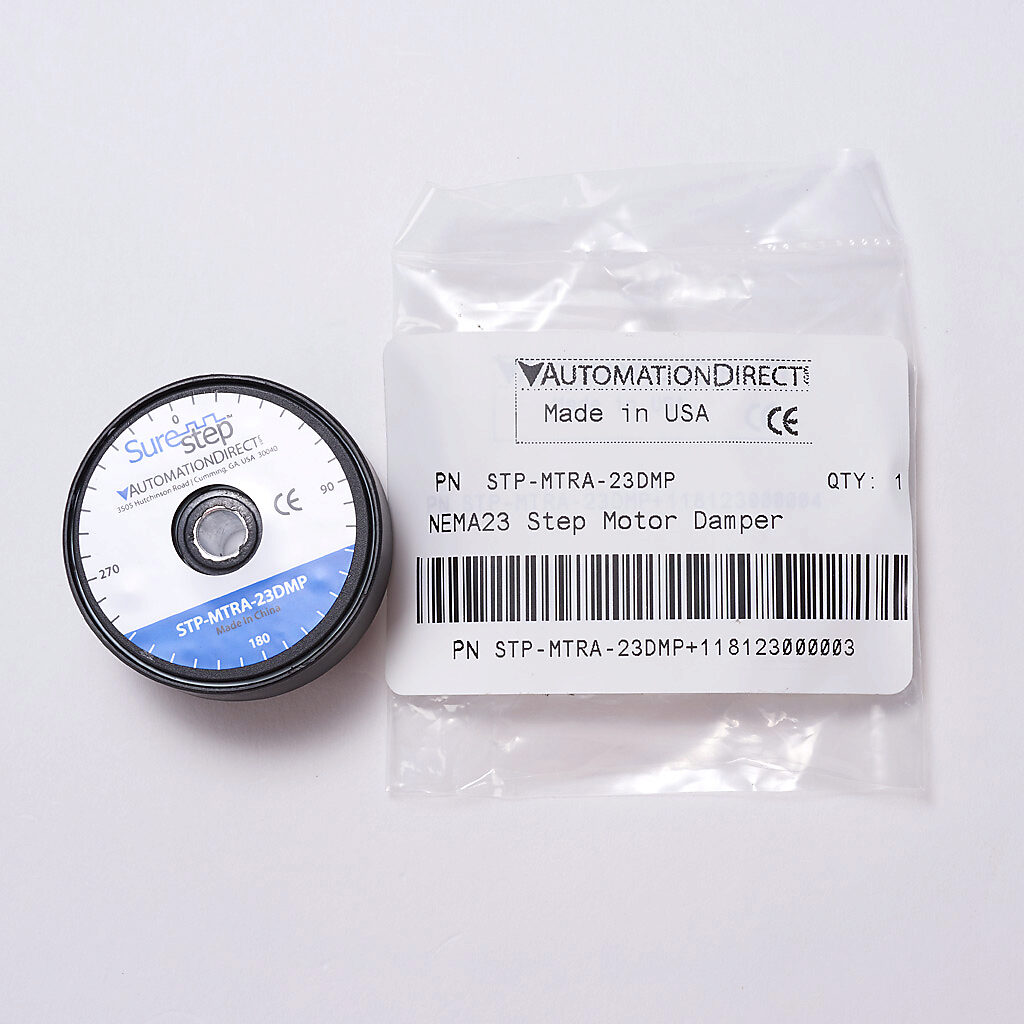 0
Surestep™
AUTOMATIONDIRECT
3505 Hutchinson Road | Cumming, GA, USA 30040
90
270
STP-MTRA-23DMP
Made in China
180
AUTOMATIONDIRECT
Made in USA
CE
CE
PN STP-MTRA-23DMP QTY: 1
NEMA23 Step Motor Damper
PN STP-MTRA-23DMP+118123000003